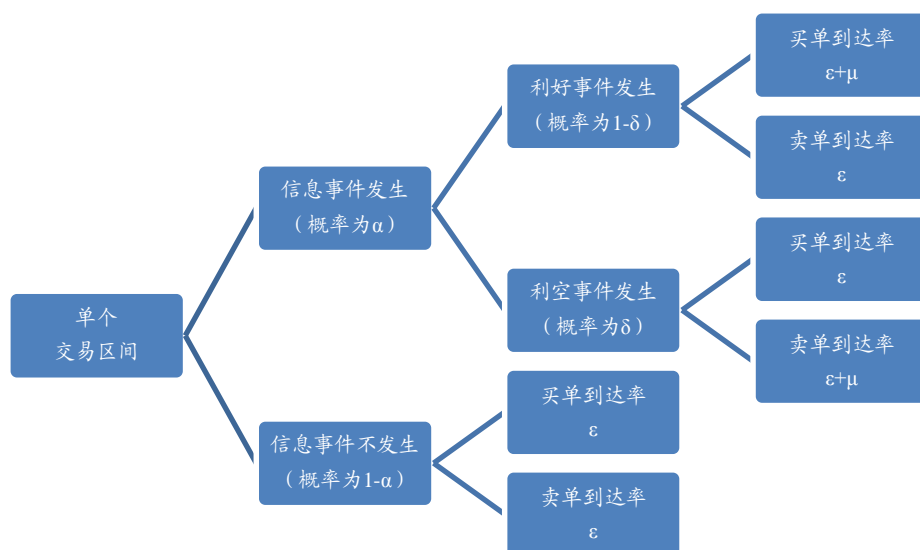 单个
交易区间
信息事件发生
（概率为α）
利好事件发生
（概率为1-δ）
买单到达率
ε+μ
卖单到达率
ε
利空事件发生
（概率为δ）
买单到达率
ε
卖单到达率
ε+μ
信息事件不发生
（概率为1-α）
买单到达率
ε
卖单到达率
ε